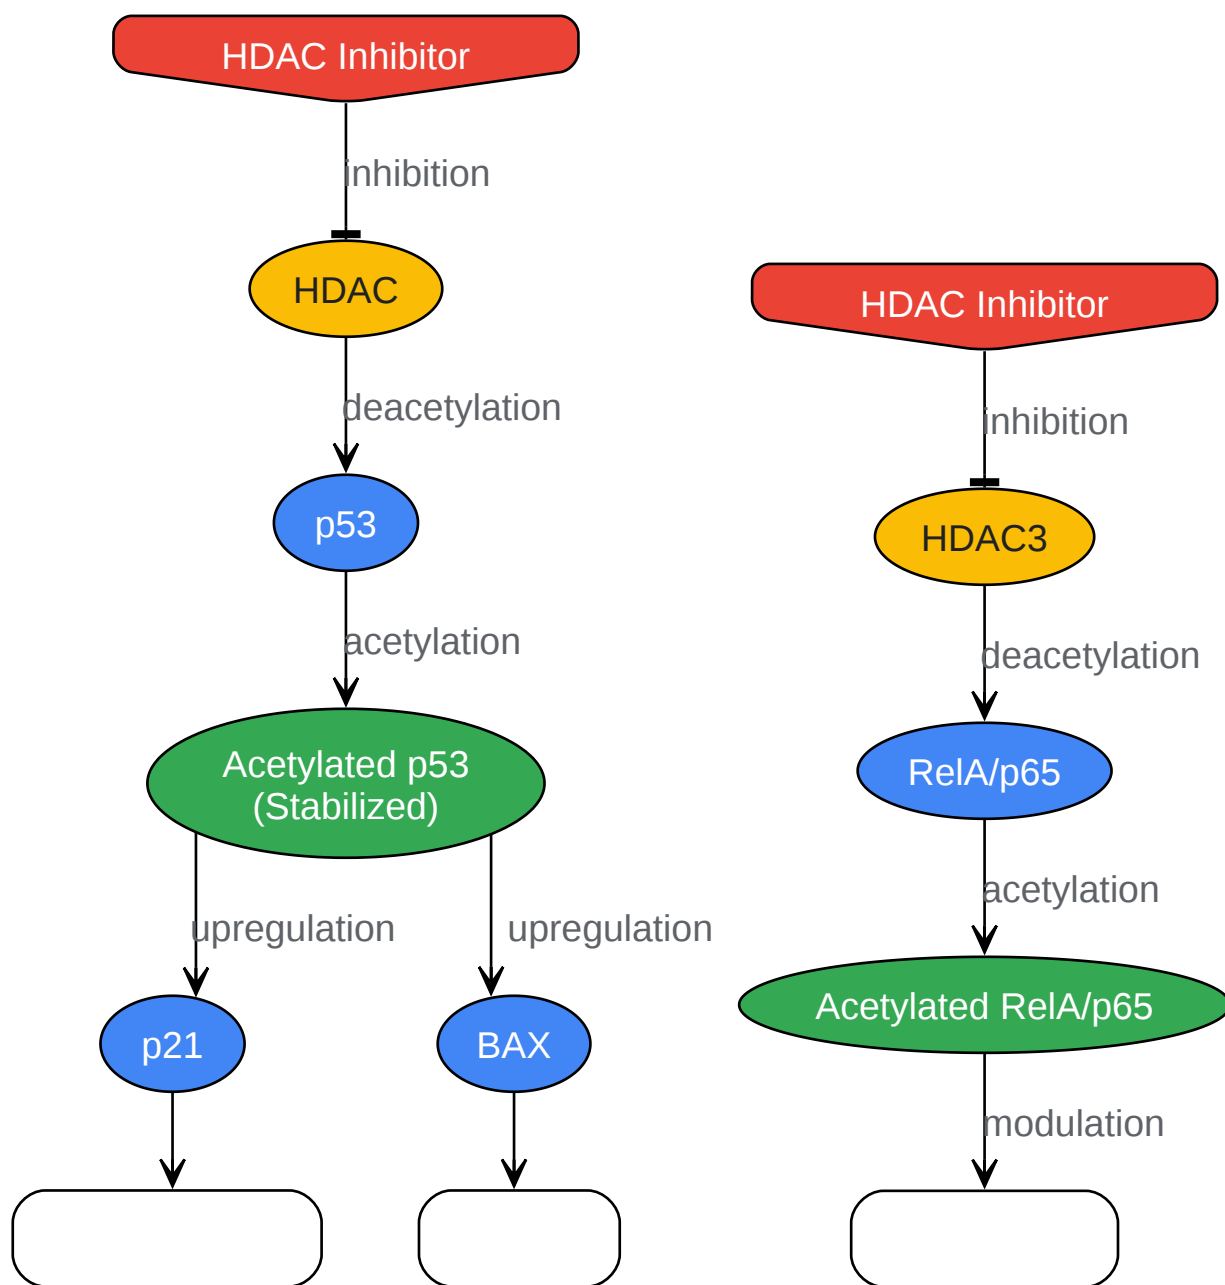 HDAC Inhibitor
inhibition
HDAC
deacetylation
p53
acetylation
Acetylated p53
(Stabilized)
upregulation
upregulation
p21
BAX
HDAC Inhibitor
inhibition
HDAC3
deacetylation
RelA/p65
acetylation
Acetylated RelA/p65
modulation